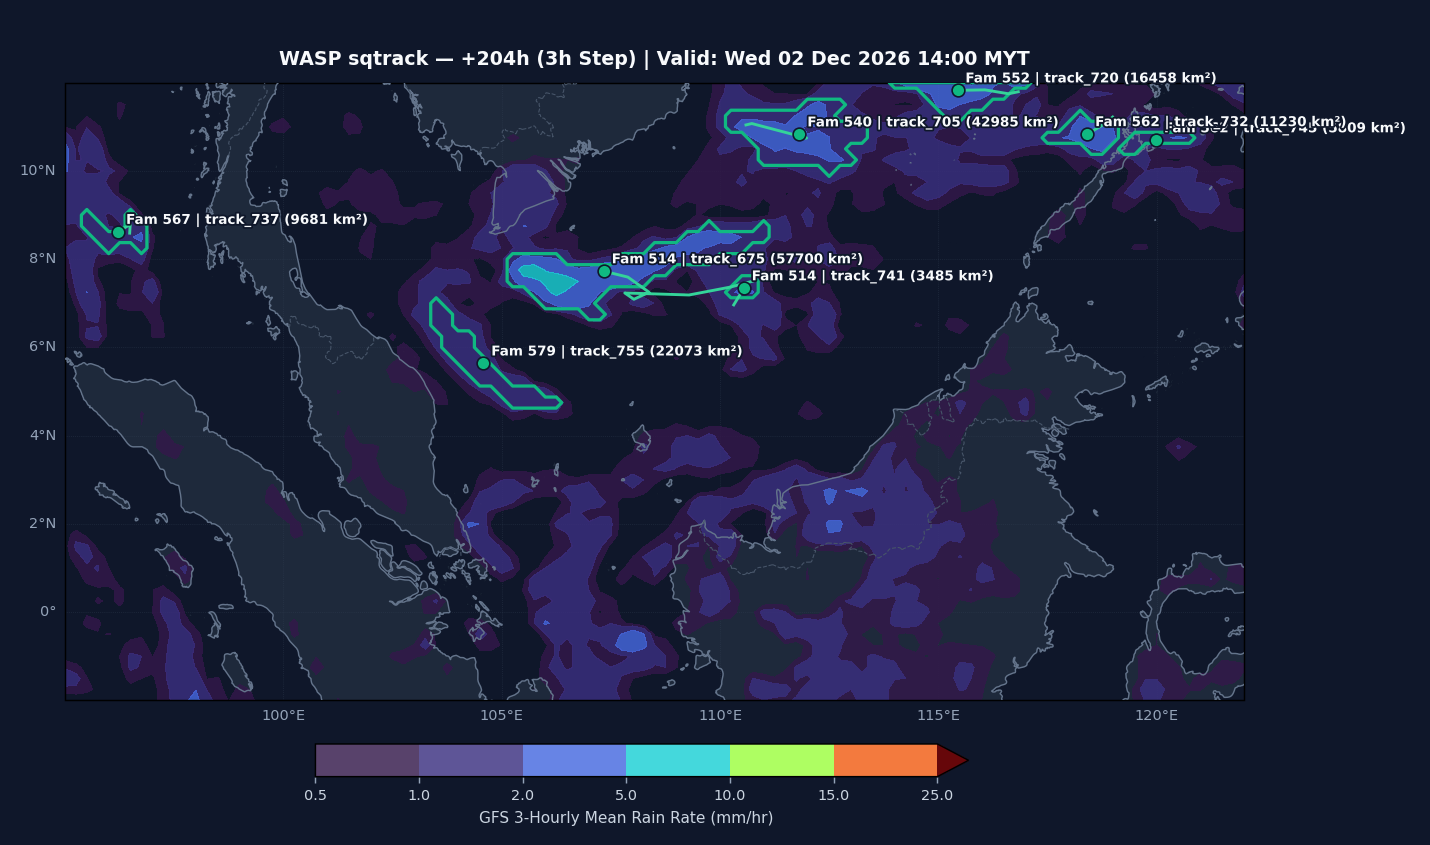 WASP sqtrack — +204h (3h Step) | Valid: Wed 02 Dec 2026 14:00 MYT
Fam 552 | track_720 (16458 km²)
Fam 540 | track_705 (42985 km²)
Fam 562 | track_732 (11230 km²)
km²)
10°N
Fam 567 | track_737 (9681 km²)
8°N
Fam 514 | track_675 (57700 km²)
Fam 514 | track_741 (3485 km²)
6°N
Fam 579 | track_755 (22073 km²)
4°N
2°N
0°
100°E 105°E 110°E 115°E 120°E
0.5 1.0 2.0 5.0 10.0 15.0 25.0
GFS 3-Hourly Mean Rain Rate (mm/hr)